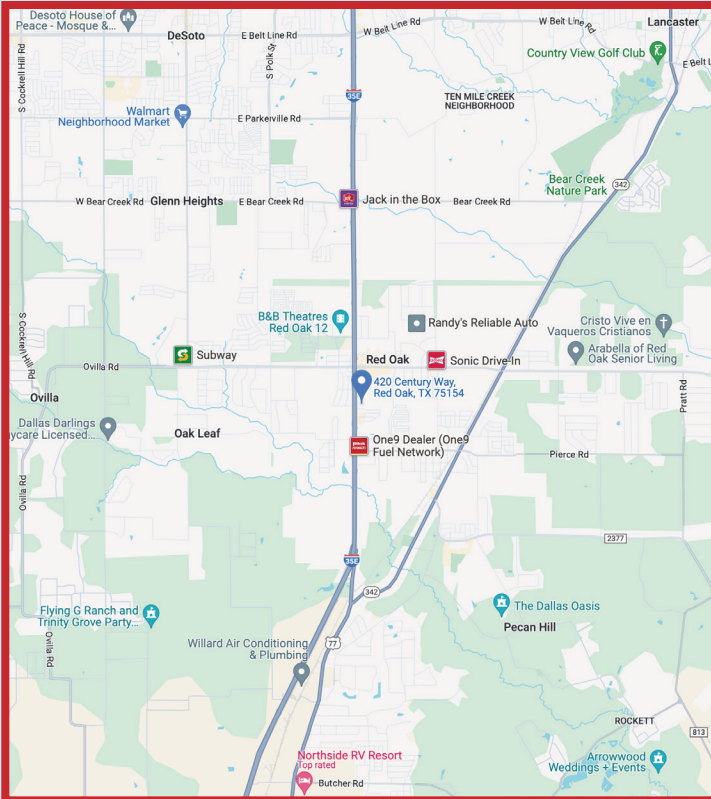 Desoto House of
Peace - Mosque &...
DeSoto
E Belt Line Rd
W Belt Line Rd
W Belt Line Rd
Lancaster
Country View Golf Club
E Belt L
S Cockrell Hill Rd
S Polk St
35E
TEN MILE CREEK
NEIGHBORHOOD
Walmart
Neighborhood Market
E Parkerville Rd
Bear Creek
Nature Park
342
W Bear Creek Rd
Glenn Heights
E Bear Creek Rd
Jack in the Box
Bear Creek Rd
B&B Theatres
Red Oak 12
Randy's Reliable Auto
Cristo Vive en
Vaqueros Cristianos
S Cockrell Hill Rd
Subway
Red Oak
Sonic Drive-In
Arabella of Red
Oak Senior Living
Ovilla Rd
420 Century Way,
Red Oak, TX 75154
Pratt Rd
Ovilla
Dallas Darlings
aycare Licensed...
Oak Leaf
One9 Dealer (One9
Fuel Network)
Pierce Rd
Ovilla Rd
2377
35E
342
Flying G Ranch and
Trinity Grove Party...
The Dallas Oasis
Pecan Hill
Ovilla Rd
Willard Air Conditioning
& Plumbing
77
ROCKETT
813
Northside RV Resort
Top rated
Arrowwood
Weddings + Events
Butcher Rd